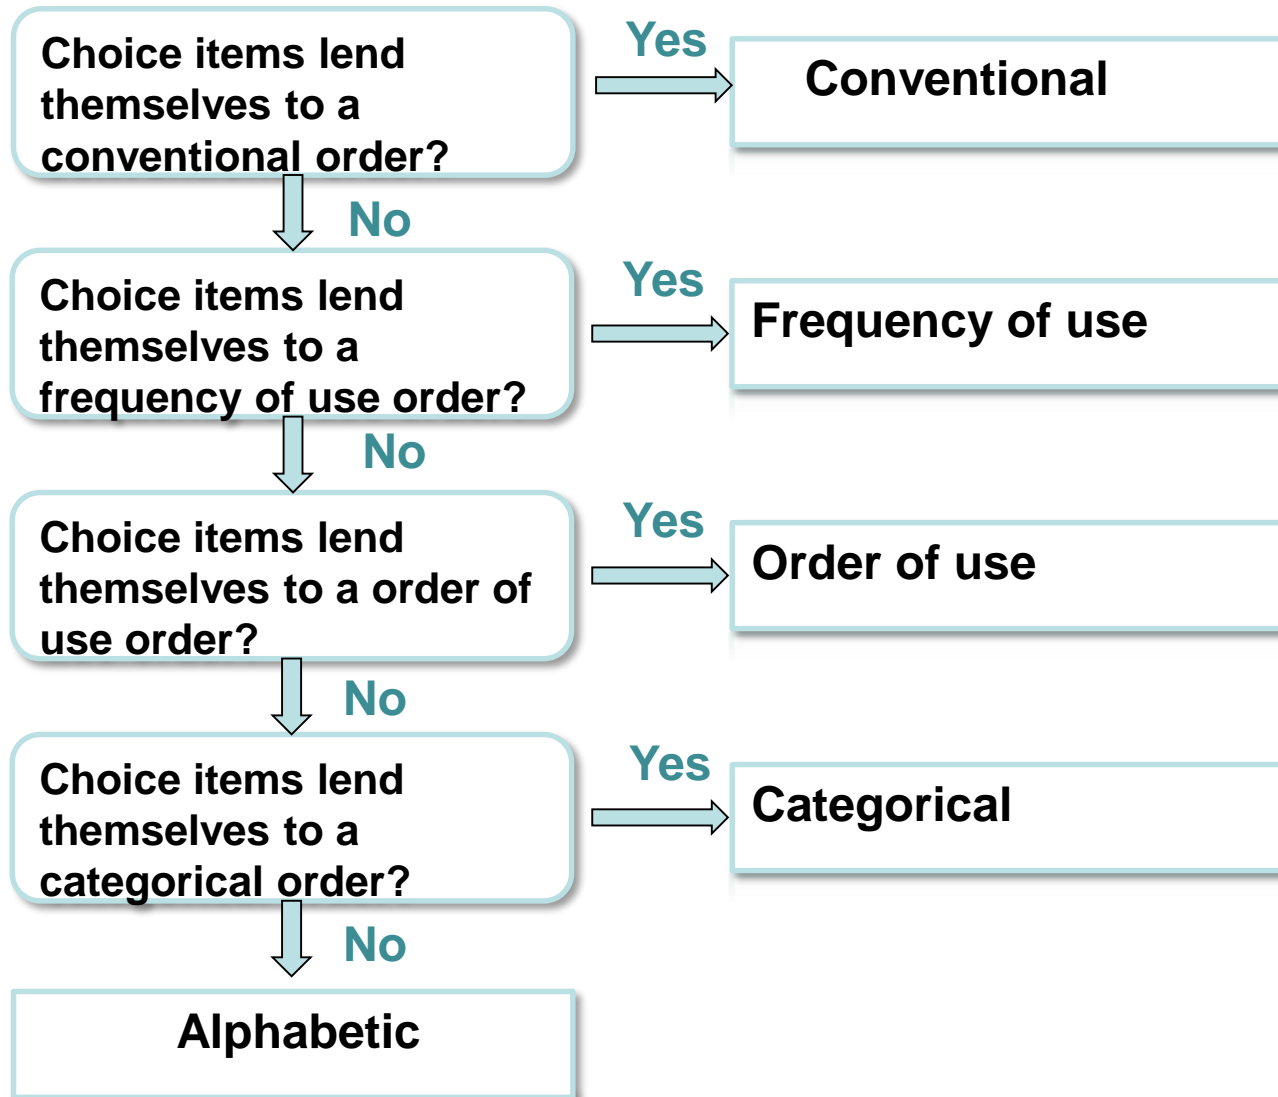 Choice items lend
themselves to a
conventional order?
Yes
Conventional
No
Choice items lend
themselves to a
frequency of use order?
Yes
Frequency of use
No
Choice items lend
themselves to a order of
use order?
Yes
Order of use
No
Choice items lend
themselves to a
categorical order?
Yes
Categorical
No
Alphabetic